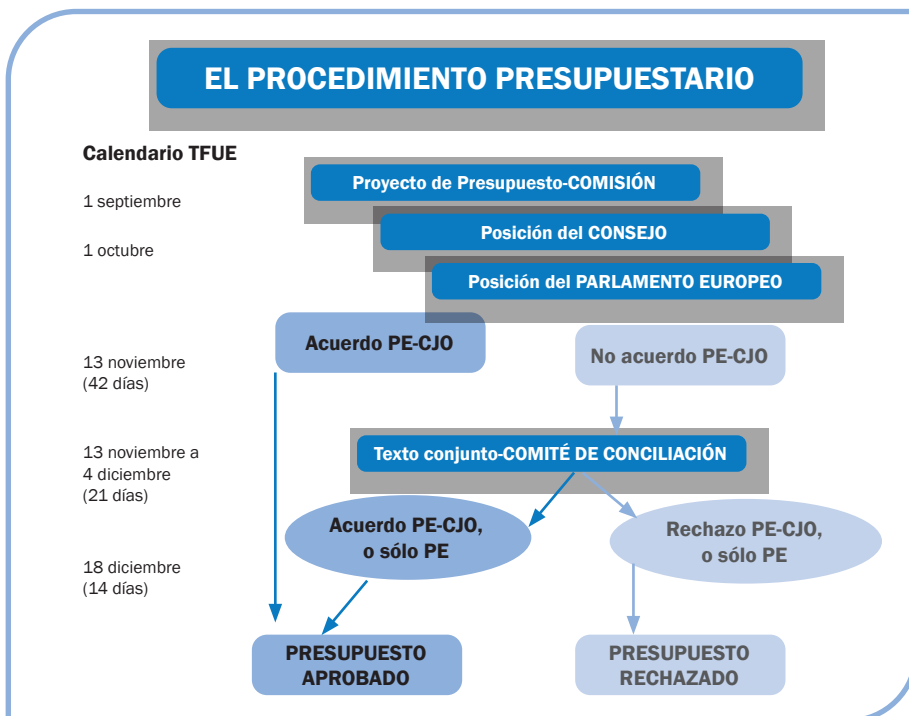 EL PROCEDIMIENTO PRESUPUESTARIO
Calendario TFUE
Proyecto de Presupuesto-COMISIÓN
1 septiembre
Posición del CONSEJO
1 octubre
Posición del PARLAMENTO EUROPEO
Acuerdo PE-CJO
No acuerdo PE-CJO
13 noviembre
(42 días)
13 noviembre a
4 diciembre
(21 días)
Texto conjunto-COMITÉ DE CONCILIACIÓN
Acuerdo PE-CJO,
o sólo PE
Rechazo PE-CJO,
o sólo PE
18 diciembre
(14 días)
PRESUPUESTO
APROBADO
PRESUPUESTO
RECHAZADO